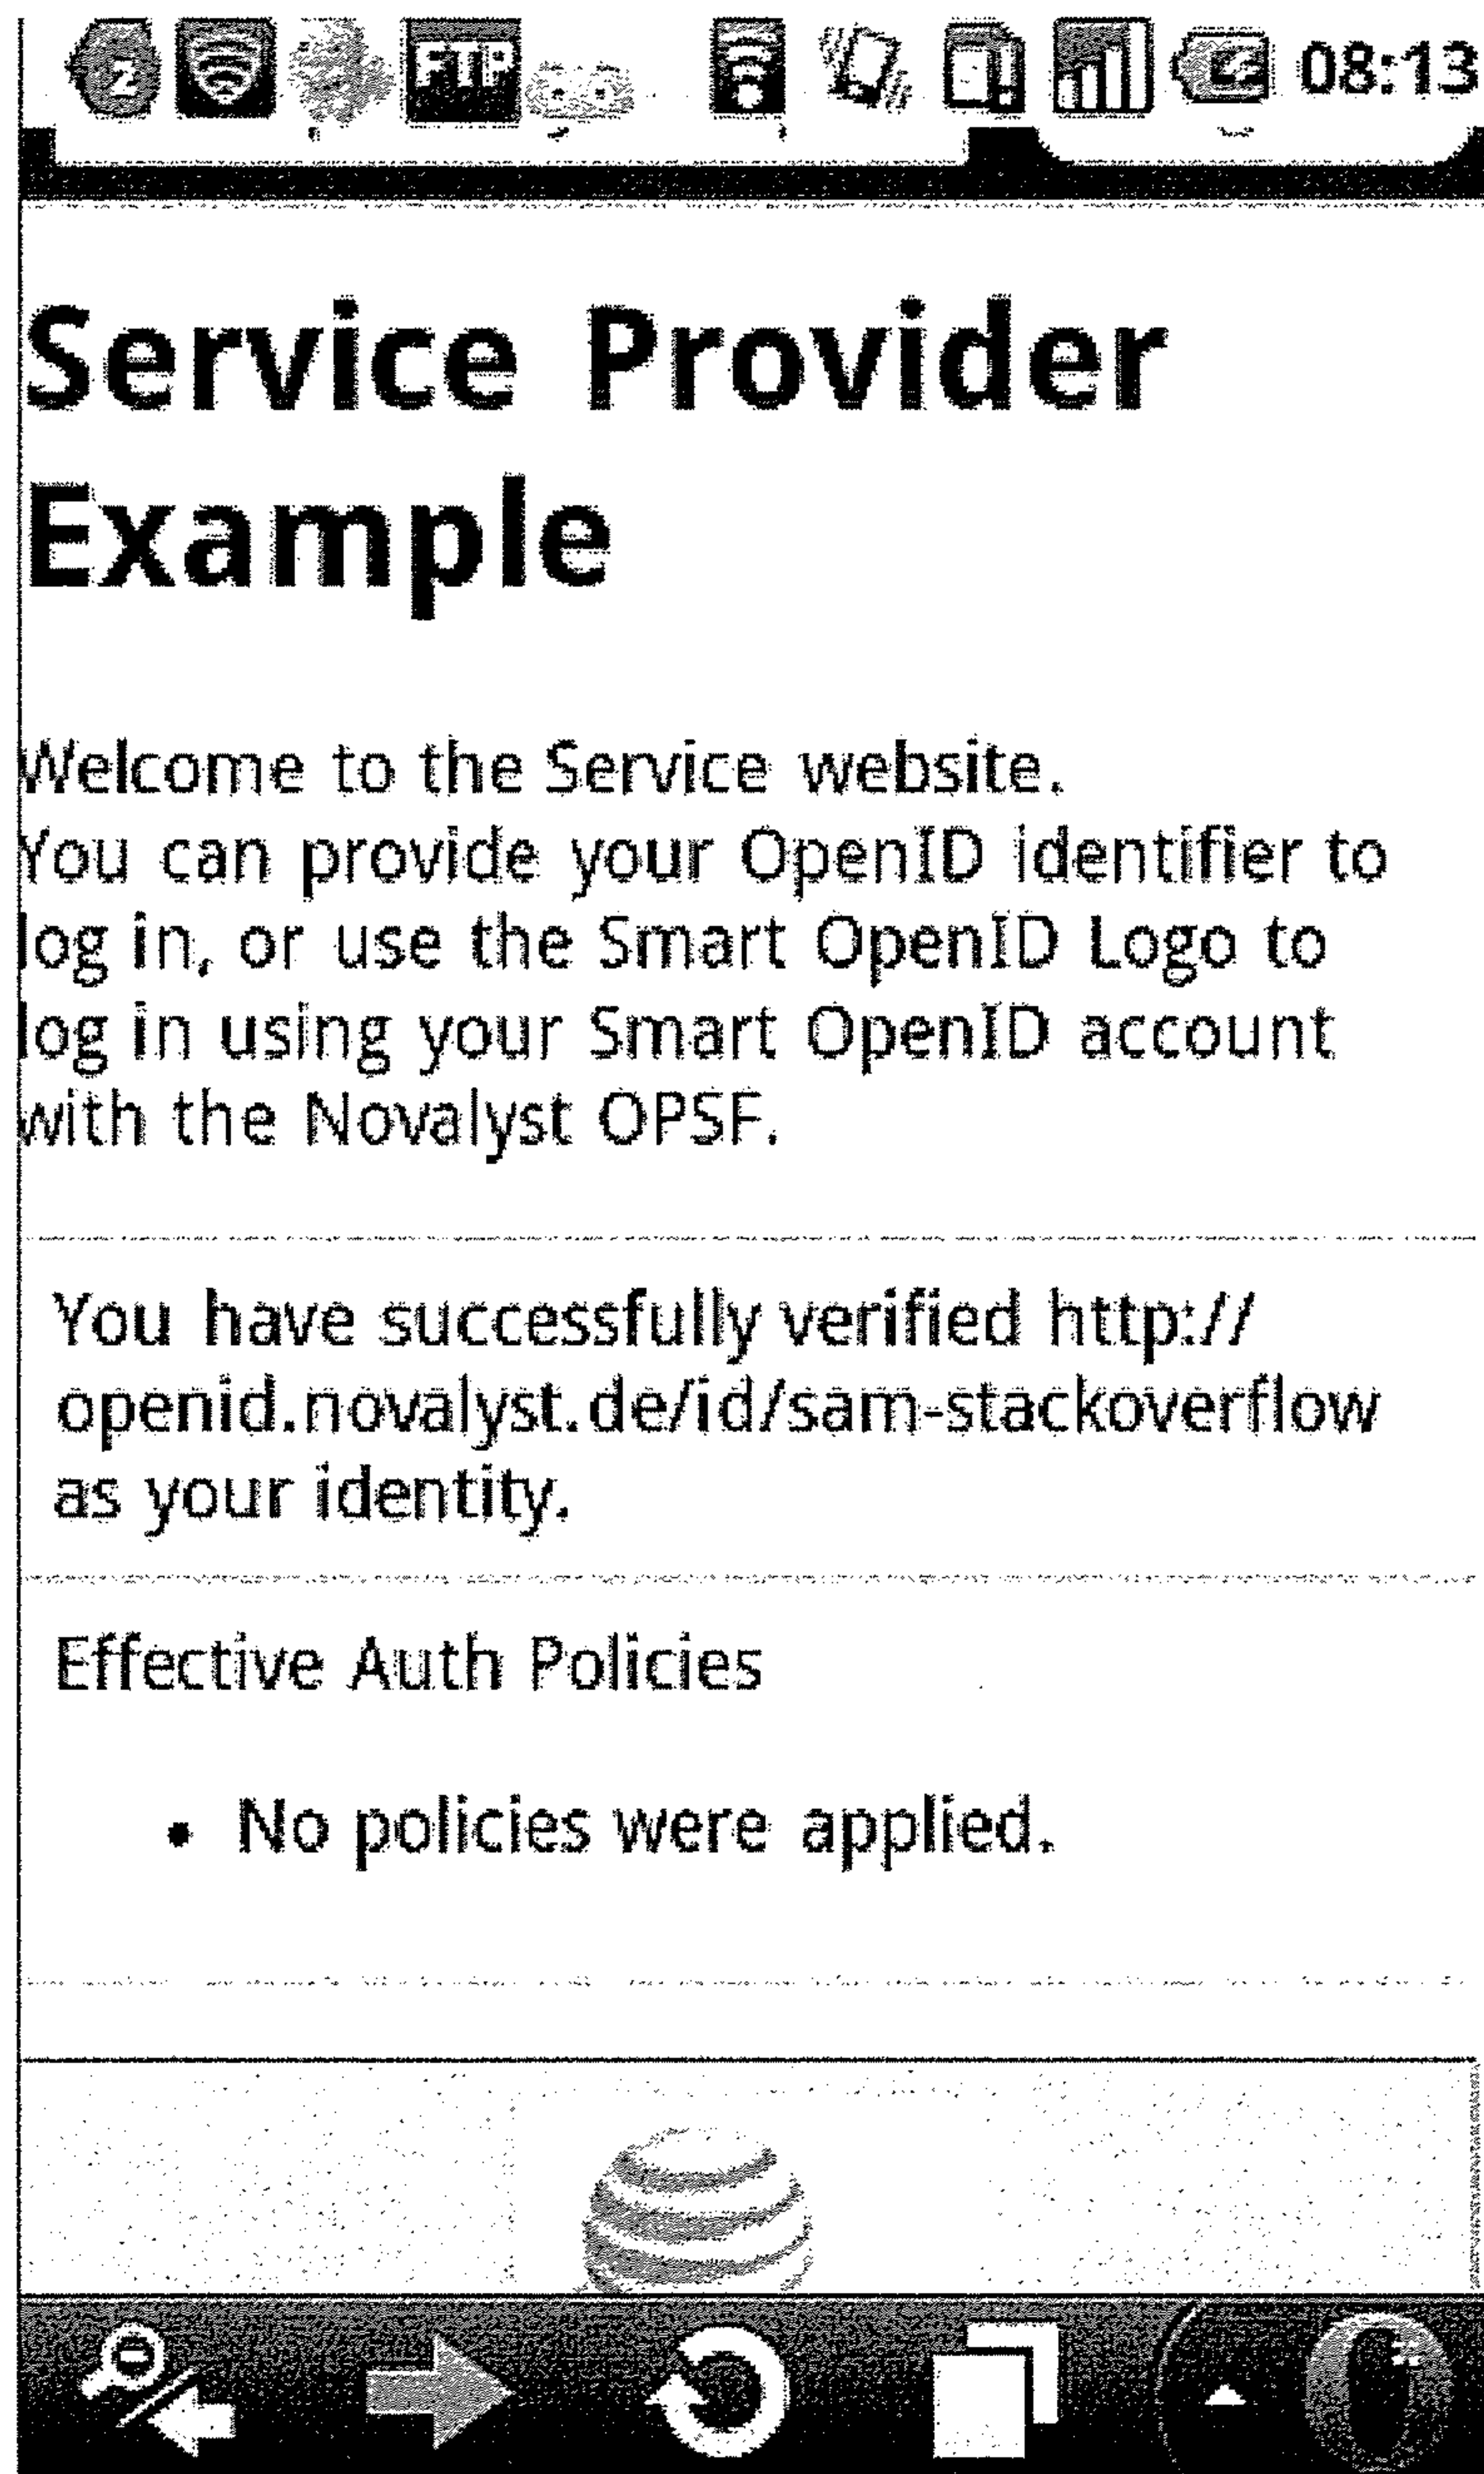 2 FTP 08:13
Service Provider
Example
Welcome to the Service website.
You can provide your OpenID identifier to
log in, or use the Smart OpenID Logo to
log in using your Smart OpenID account
with the Novalyst OPSF.
You have successfully verified http://
openid.novalyst.de/id/sam-stackoverflow
as your identity.
Effective Auth Policies
• No policies were applied.